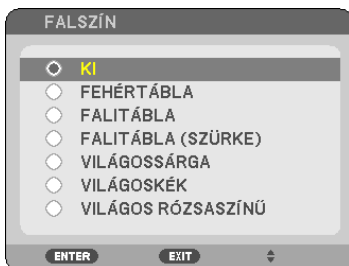 FALSZÍN
KI
FEHÉRTÁBLA
FALITÁBLA
FALITÁBLA (SZÜRKE)
VILÁGOSSÁRGA
VILÁGOSKÉK
VILÁGOS RÓZSASZÍNŰ
ENTER EXIT